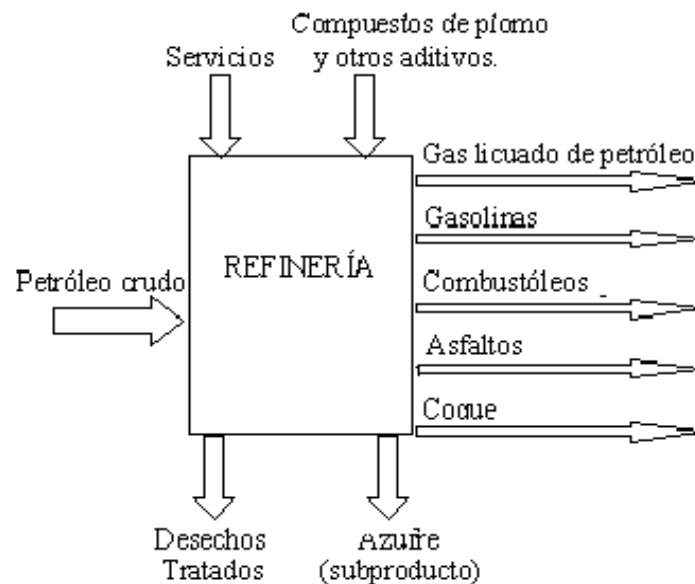 Compuestos de plomo
Servicios y otros aditivos.
Gas licuado de petróleo
Gasolinas
REFINERÍA
Petróleo crudo
Combustóleos
Asfaltos
Coque
Desechos
Tratados
Azufre
(subproducto)